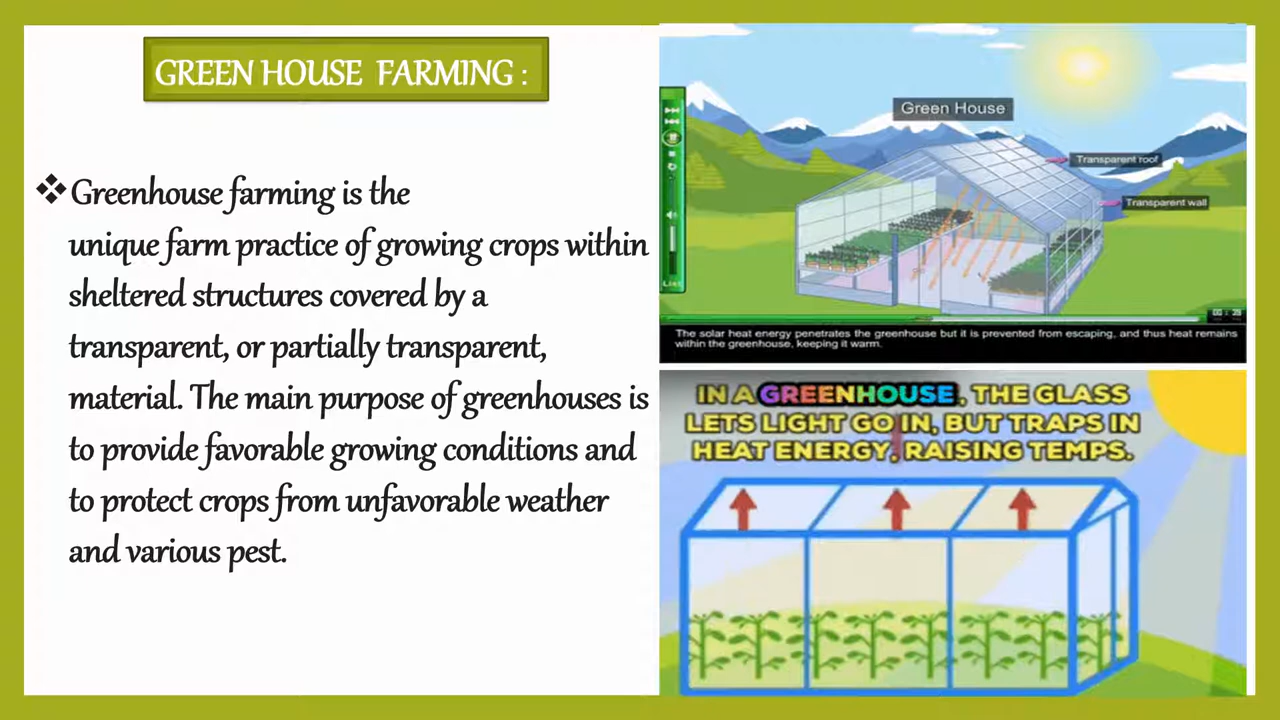 GREEN HOUSE FARMING :
❖Greenhouse farming is the
unique farm practice of growing crops within
sheltered structures covered by a
transparent, or partially transparent,
material. The main purpose of greenhouses is
to provide favorable growing conditions and
to protect crops from unfavorable weather
and various pest.
Green House
Transparent roof
Transparent wall
List
The solar heat energy penetrates the greenhouse but it is prevented from escaping, and thus heat remains
within the greenhouse, keeping it warm.
IN A GREENHOUSE, THE GLASS
LETS LIGHT GO IN, BUT TRAPS IN
HEAT ENERGY, RAISING TEMPS.